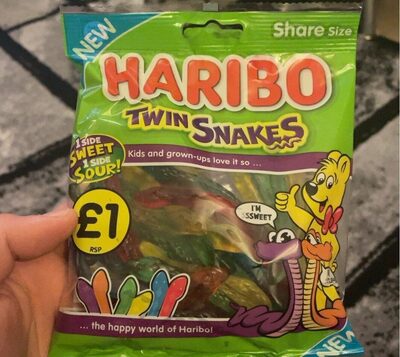 NEW
Share Size
HARIBO
TWIN SNAKES
1 SIDE
SWEET
1 SIDE
SOUR!
Kids and grown-ups love it so ...
I'M
SSSWEET
£1
RSP
... the happy world of Haribo!
NEW